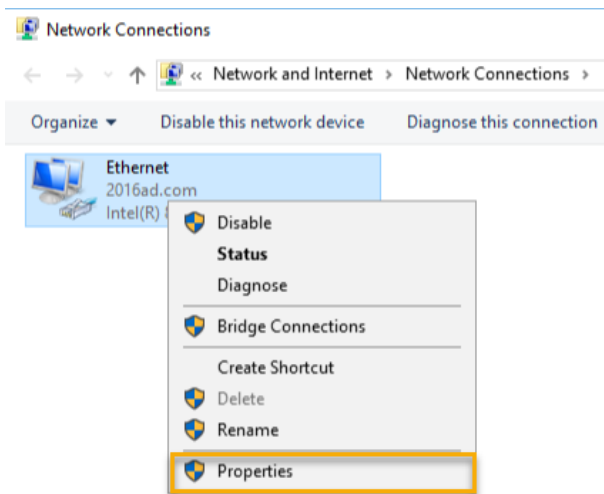 Network Connections
« Network and Internet > Network Connections >
Organize ▾ Disable this network device Diagnose this connection
Ethernet
2016ad.com
Intel(R)
Disable
Status
Diagnose
Bridge Connections
Create Shortcut
Delete
Rename
Properties